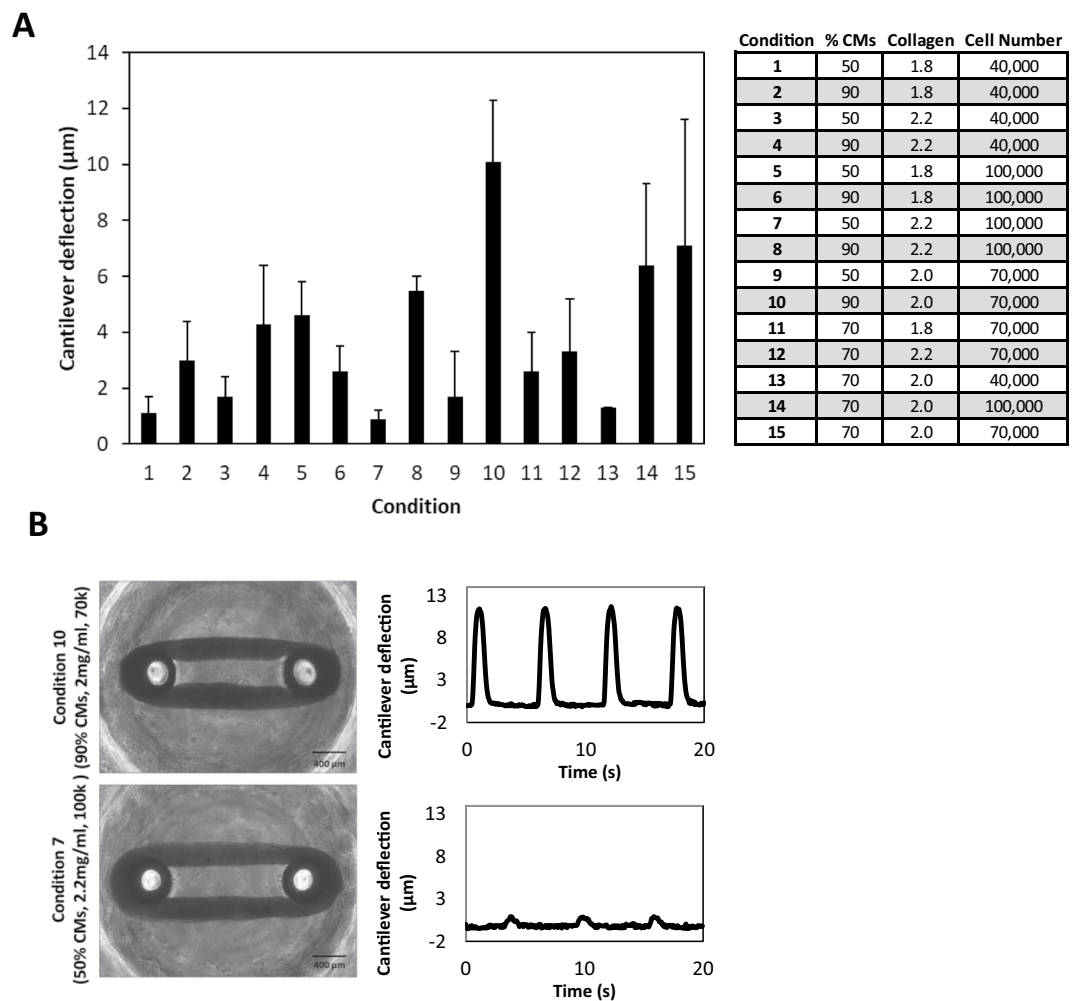 A
14
12
10
8
6
4
2
0
Cantilever deflection (µm)
1 2 3 4 5 6 7 8 9 10 11 12 13 14 15
Condition
Condition % CMs Collagen Cell Number
1 50 1.8 40,000
2 90 1.8 40,000
3 50 2.2 40,000
4 90 2.2 40,000
5 50 1.8 100,000
6 90 1.8 100,000
7 50 2.2 100,000
8 90 2.2 100,000
9 50 2.0 70,000
10 90 2.0 70,000
11 70 1.8 70,000
12 70 2.2 70,000
13 70 2.0 40,000
14 70 2.0 100,000
15 70 2.0 70,000
B
Condition 10
(90% CMs, 2mg/ml, 70k)
400 µm
Cantilever deflection
(µm)
13
8
3
-2
0 10 20
Time (s)
Condition 7
(50% CMs, 2.2mg/ml, 100k )
400 µm
Cantilever deflection
(µm)
13
8
3
-2
0 10 20
Time (s)